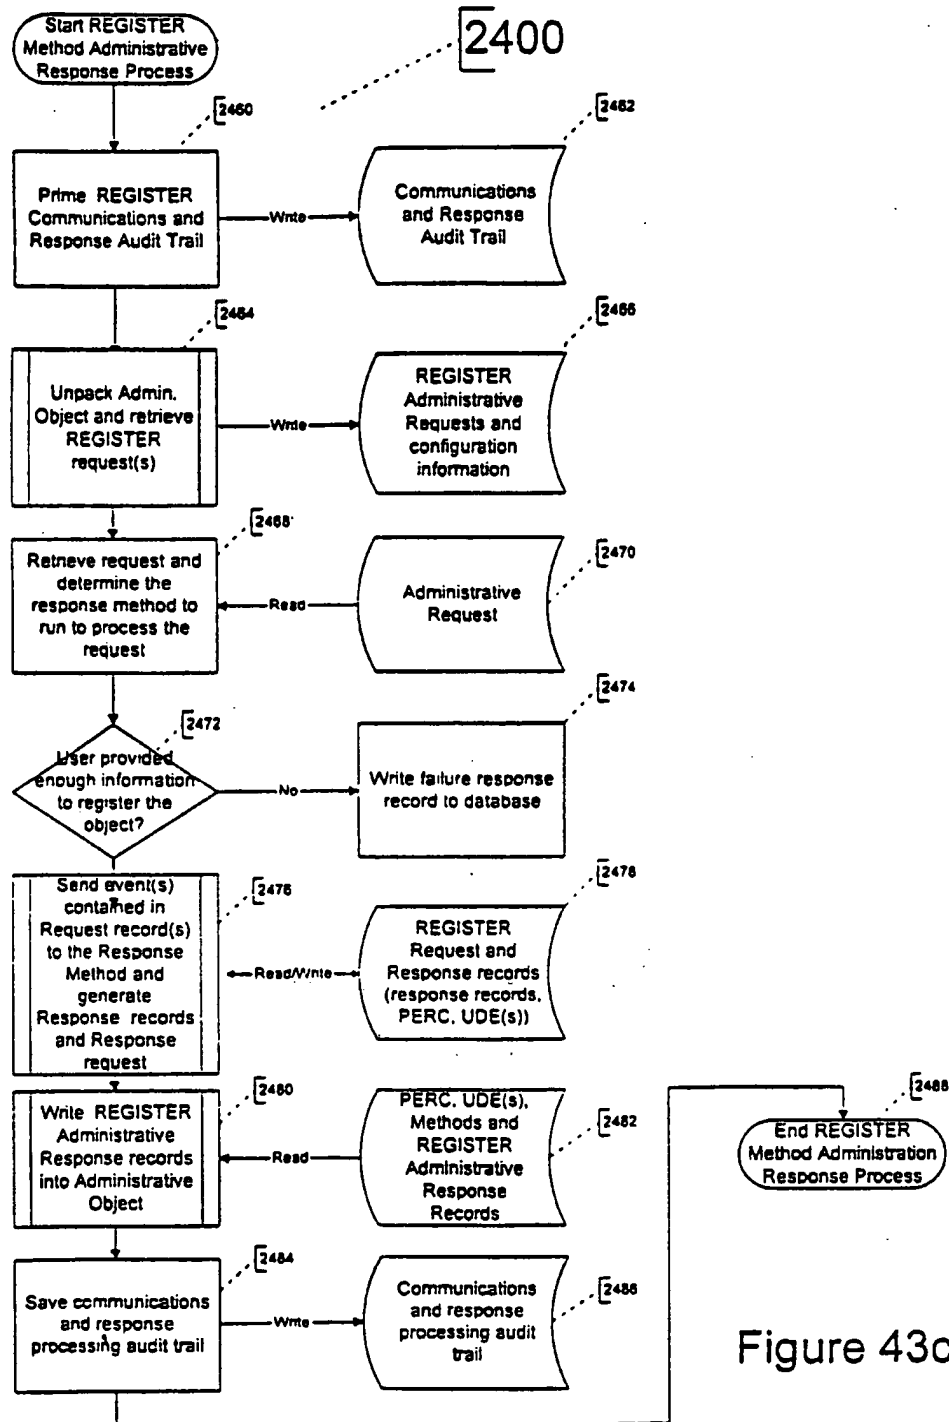 Start REGISTER
Method Administrative
Response Process
2400
2460
Prime REGISTER
Communications and
Response Audit Trail
Write
2462
Communications
and Response
Audit Trail
2464
Unpack Admin.
Object and retrieve
REGISTER
request(s)
Write
2466
REGISTER
Administrative
Requests and
configuration
information
2468
Retrieve request and
determine the
response method to
run to process the
request
Read
2470
Administrative
Request
2472
User provided
enough information
to register the
object?
No
2474
Write failure response
record to database
2476
Send event(s)
contained in
Request record(s)
to the Response
Method and
generate
Response records
and Response
request
Read/Write
2478
REGISTER
Request and
Response records
(response records,
PERC, UDE(s))
2480
Write REGISTER
Administrative
Response records
into Administrative
Object
Read
2482
PERC, UDE(s),
Methods and
REGISTER
Administrative
Response
Records
2488
End REGISTER
Method Administration
Response Process
2484
Save communications
and response
processing audit trail
Write
2486
Communications
and response
processing audit
trail
Figure 43c